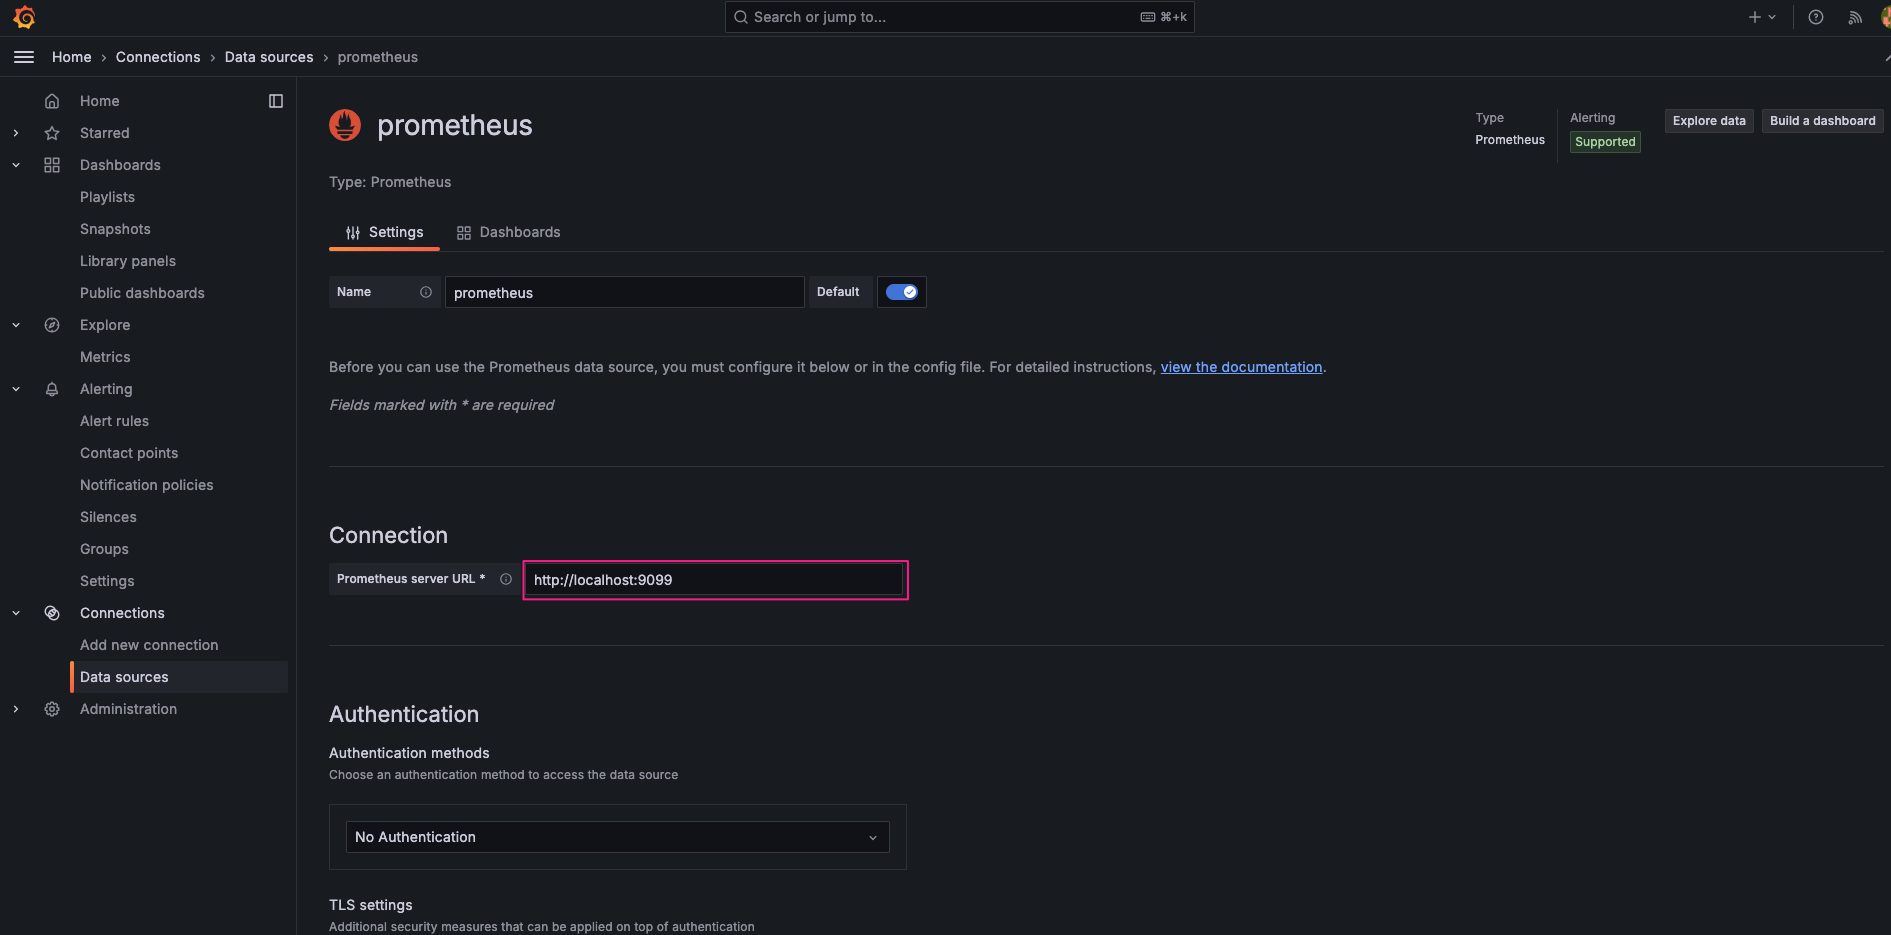 Search or jump to...
⌘+k
Home › Connections › Data sources › prometheus
Home
Starred
Dashboards
Playlists
Snapshots
Library panels
Public dashboards
Explore
Metrics
Alerting
Alert rules
Contact points
Notification policies
Silences
Groups
Settings
Connections
Add new connection
Data sources
Administration
prometheus
Type
Prometheus
Alerting
Supported
Explore data
Build a dashboard
Type: Prometheus
Settings
Dashboards
Name
prometheus
Default
Before you can use the Prometheus data source, you must configure it below or in the config file. For detailed instructions, view the documentation.
Fields marked with * are required
Connection
Prometheus server URL *
http://localhost:9099
Authentication
Authentication methods
Choose an authentication method to access the data source
No Authentication
TLS settings
Additional security measures that can be applied on top of authentication